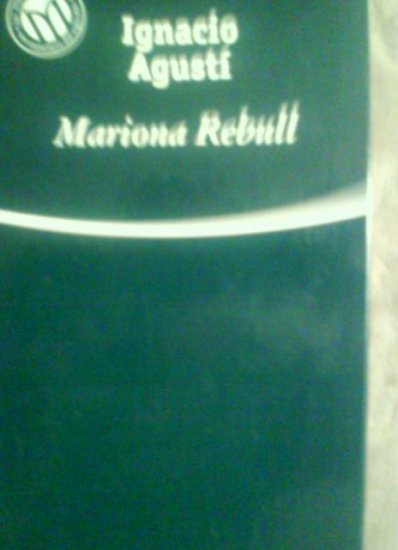 Ignacio
Agustí
Mariona Rebull